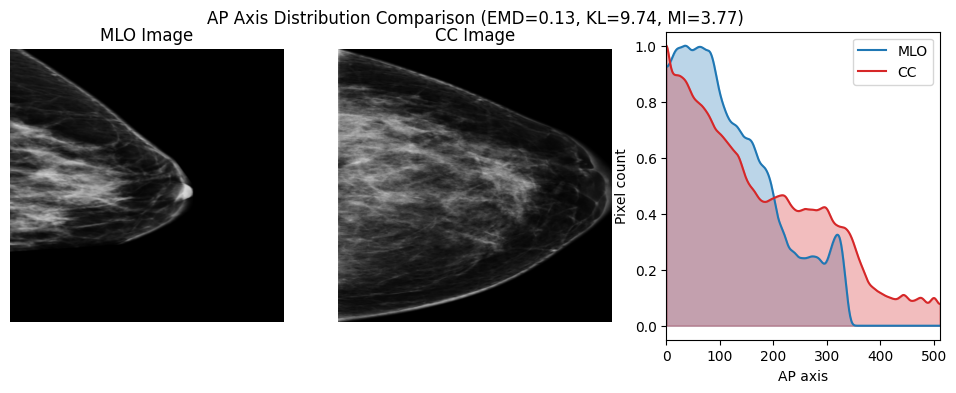 AP Axis Distribution Comparison (EMD=0.13, KL=9.74, MI=3.77)
MLO Image
CC Image
MLO
CC
1.0
0.8
0.6
0.4
0.2
0.0
Pixel count
0 100 200 300 400 500
AP axis